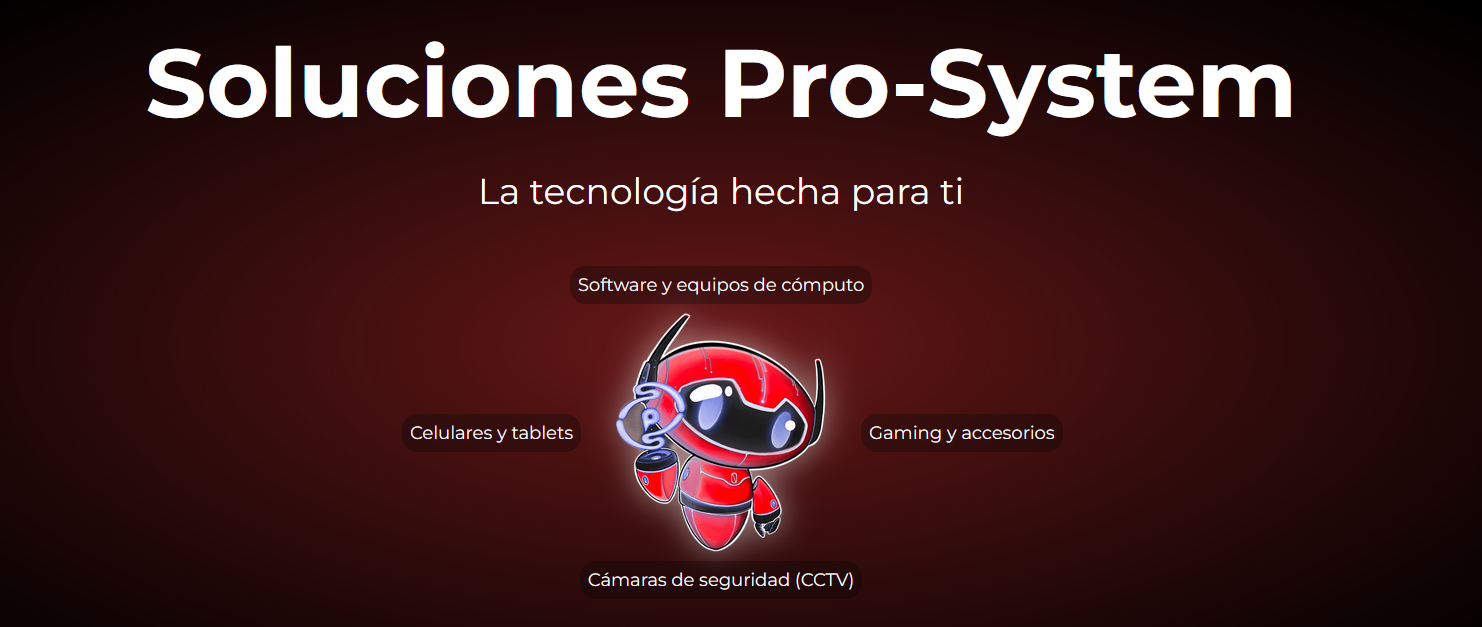 Soluciones Pro-System
La tecnología hecha para ti
Software y equipos de cómputo
Celulares y tablets
Gaming y accesorios
Cámaras de seguridad (CCTV)